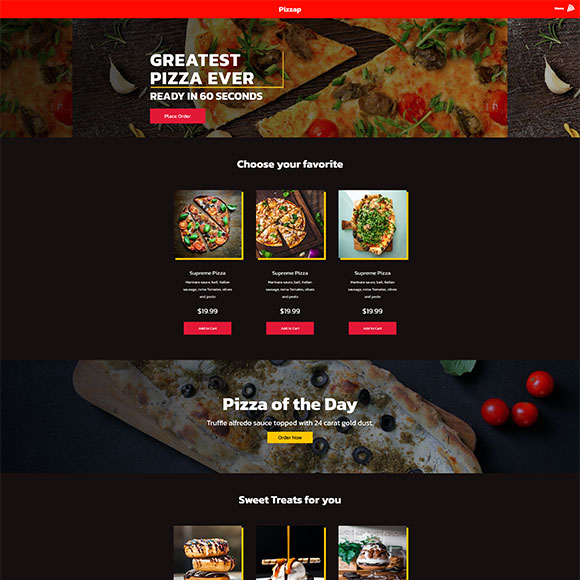 Pizzap
Menu
GREATEST
PIZZA EVER
READY IN 60 SECONDS
Place Order
Choose your favorite
Supreme Pizza
Marinara sauce, basil, Italian
sausage, roma tomatoes, olives
and pesto
$19.99
Add to Cart
Supreme Pizza
Marinara sauce, basil, Italian
sausage, roma tomatoes, olives
and pesto
$19.99
Add to Cart
Supreme Pizza
Marinara sauce, basil, Italian
sausage, roma tomatoes, olives
and pesto
$19.99
Add to Cart
Pizza of the Day
Truffle alfredo sauce topped with 24 carat gold dust.
Order Now
Sweet Treats for you